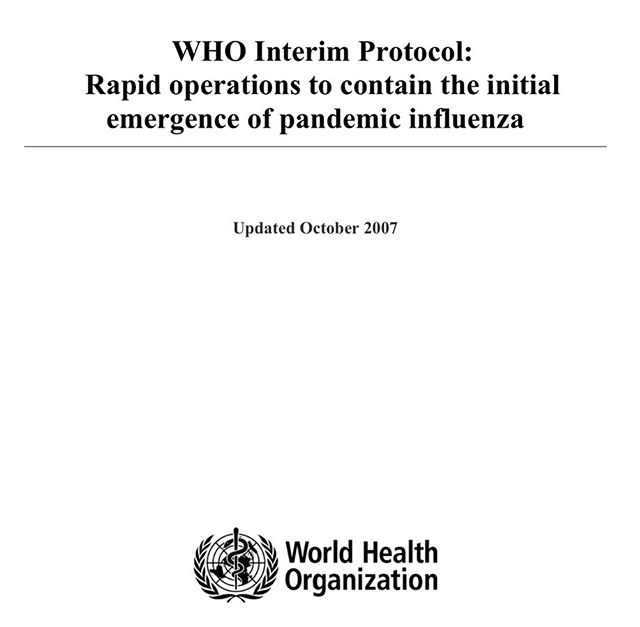 WHO Interim Protocol:
Rapid operations to contain the initial
emergence of pandemic influenza
Updated October 2007
World Health
Organization